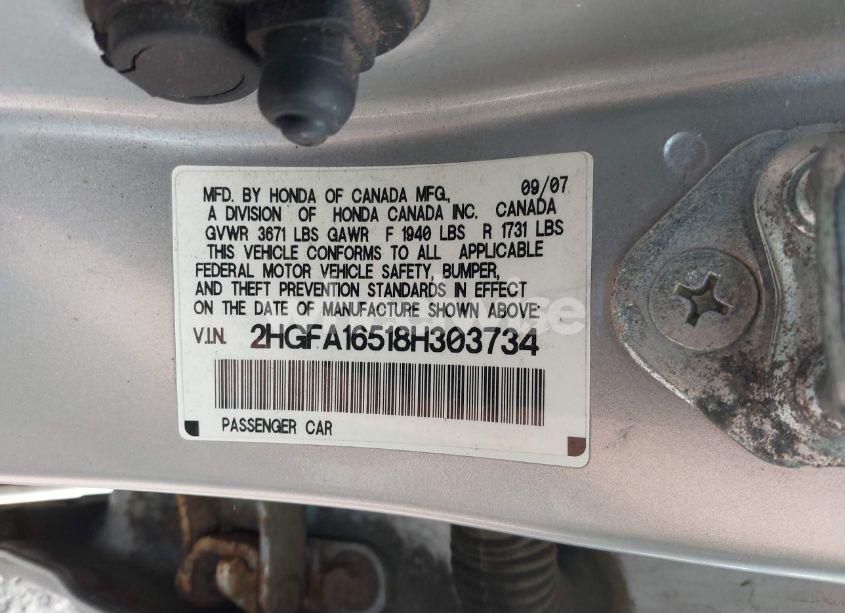 MFD. BY HONDA OF CANADA MFG., 09/07
A DIVISION OF HONDA CANADA INC. CANADA
GVWR 3671 LBS GAWR F 1940 LBS R 1731 LBS
THIS VEHICLE CONFORMS TO ALL APPLICABLE
FEDERAL MOTOR VEHICLE SAFETY, BUMPER,
AND THEFT PREVENTION STANDARDS IN EFFECT
ON THE DATE OF MANUFACTURE SHOWN ABOVE:
V.I.N. 2HGFA16518H303734
PASSENGER CAR